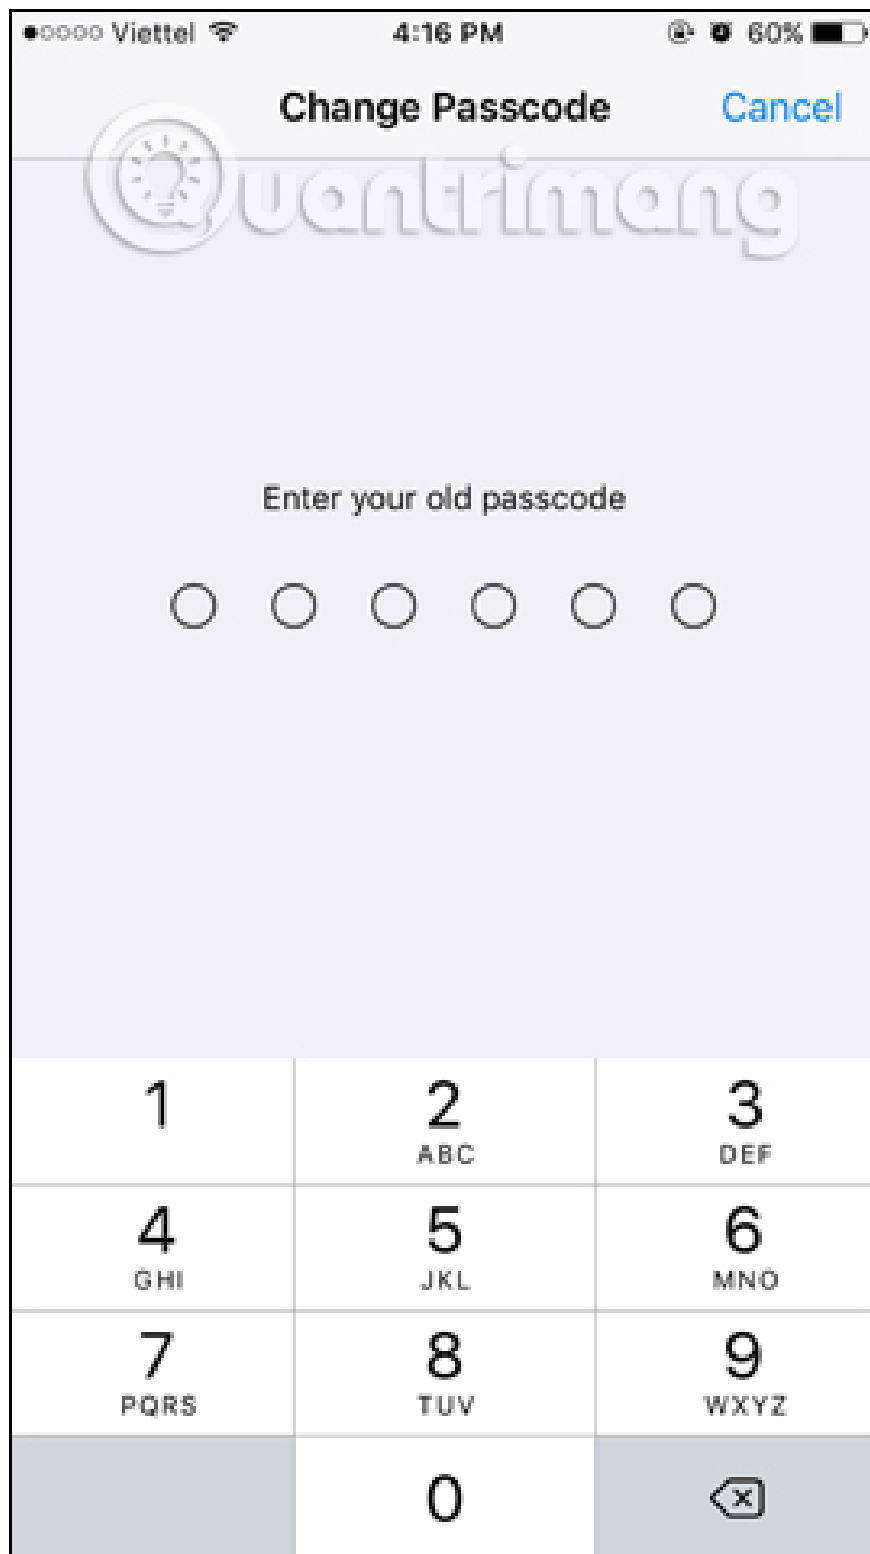 Viettel 4:16 PM 60%
Change Passcode Cancel
Quantrimang
Enter your old passcode
1 2 3
ABC DEF
4 5 6
GHI JKL MNO
7 8 9
PQRS TUV WXYZ
0